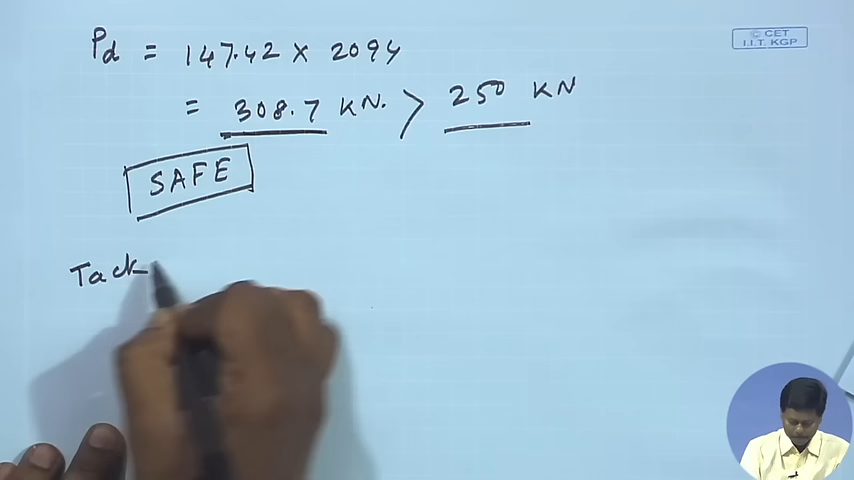 © CET
I.I.T. KGP
Pd = 147.42 × 2094
= 308.7 KN. > 250 KN
SAFE
Tack